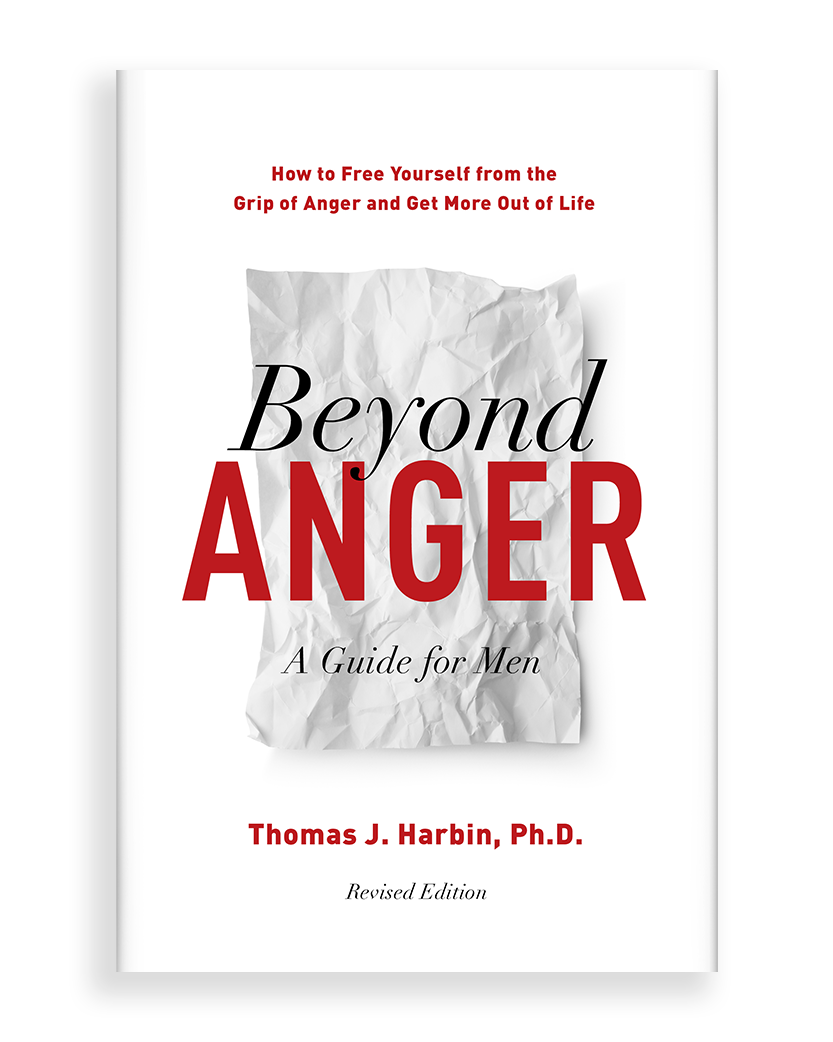 How to Free Yourself from the
Grip of Anger and Get More Out of Life
Beyond
ANGER
A Guide for Men
Thomas J. Harbin, Ph.D.
Revised Edition